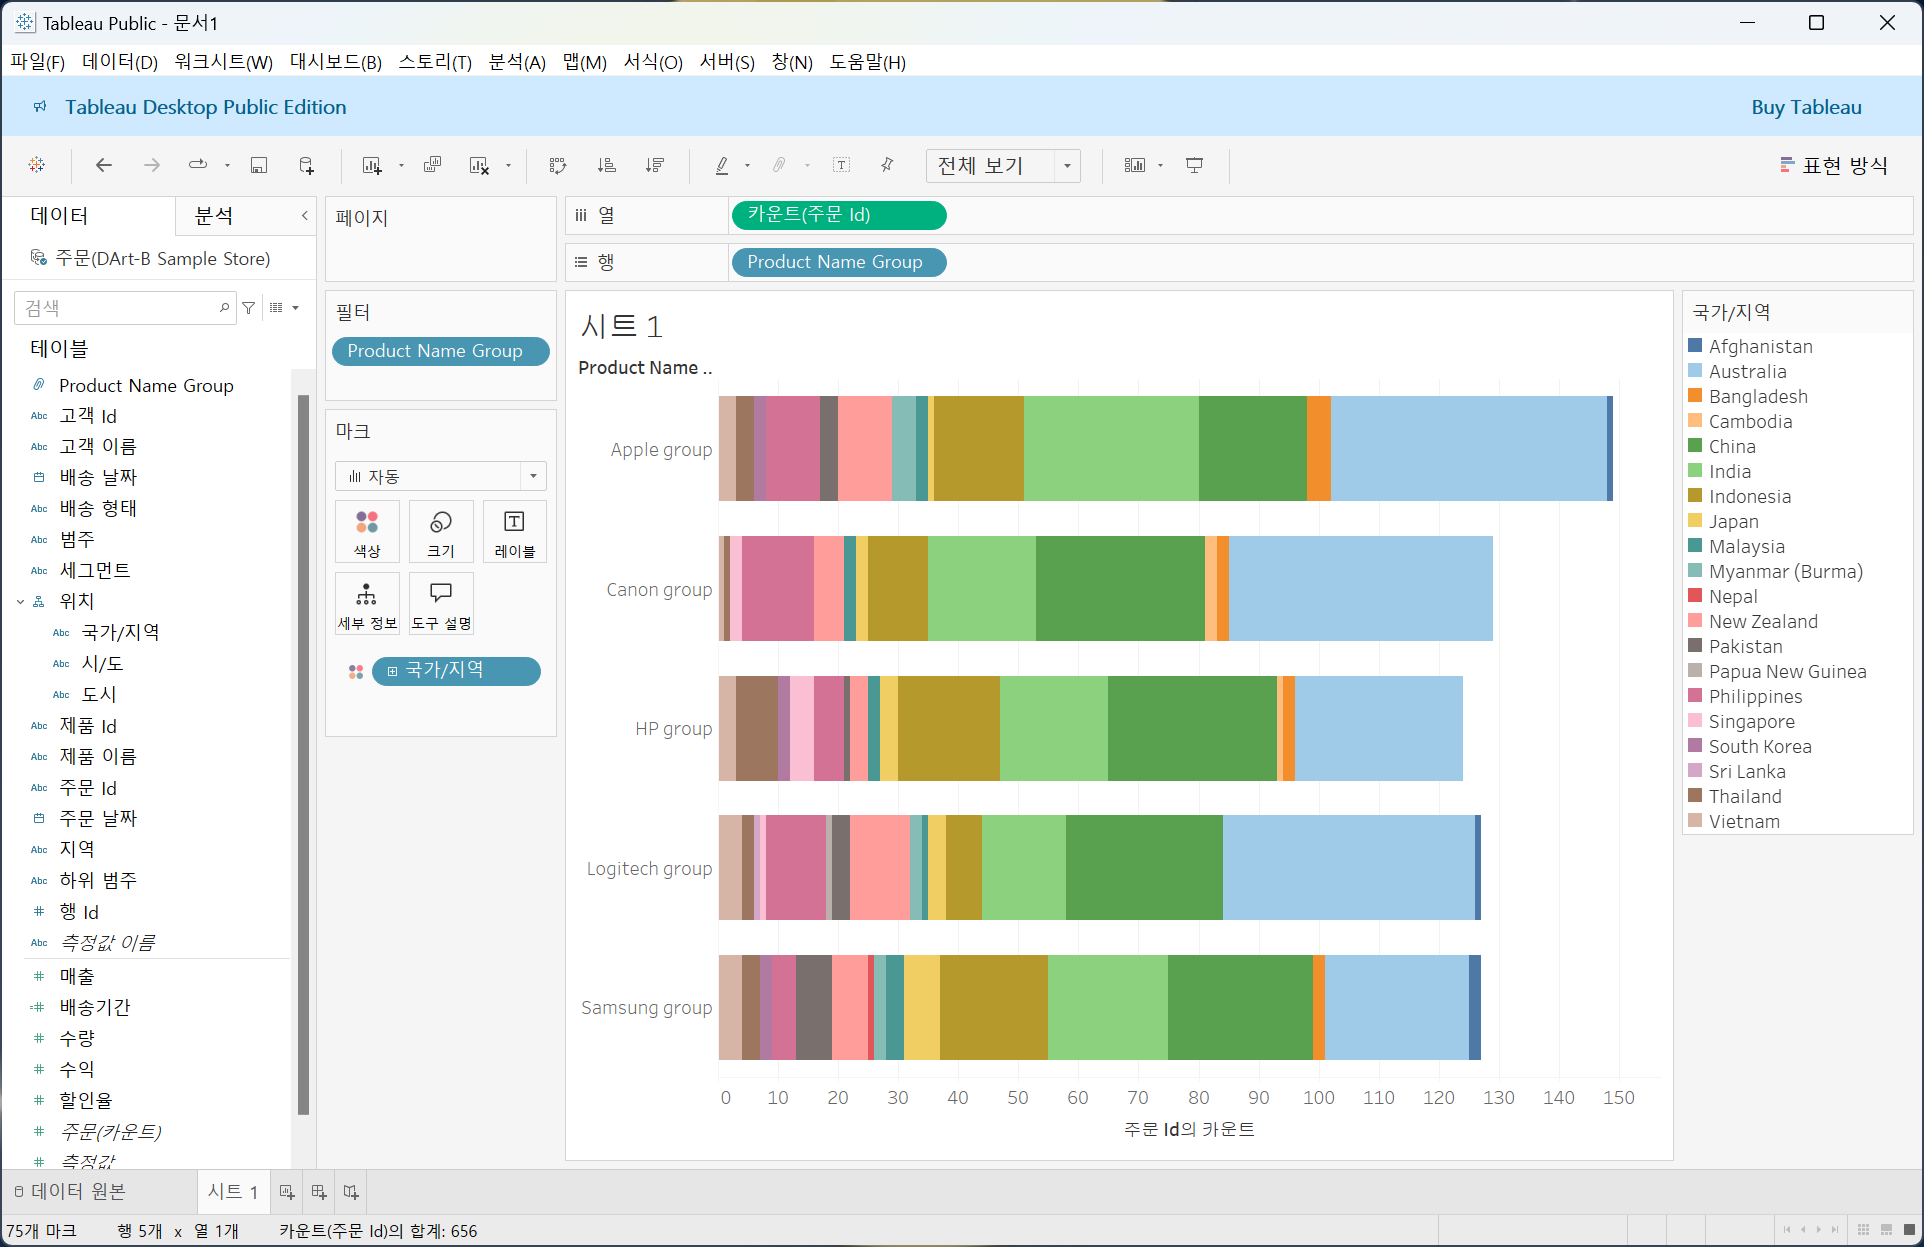 Tableau Public - 문서1
파일(F) 데이터(D) 워크시트(W) 대시보드(B) 스토리(T) 분석(A) 맵(M) 서식(O) 서버(S) 창(N) 도움말(H)
Tableau Desktop Public Edition
Buy Tableau
전체 보기
표현 방식
데이터
분석
주문(DArt-B Sample Store)
검색
테이블
Product Name Group
Abc 고객 Id
Abc 고객 이름
배송 날짜
Abc 배송 형태
Abc 범주
Abc 세그먼트
위치
Abc 국가/지역
Abc 시/도
Abc 도시
Abc 제품 Id
Abc 제품 이름
Abc 주문 Id
주문 날짜
Abc 지역
Abc 하위 범주
# 행 Id
Abc 측정값 이름
# 매출
=# 배송기간
# 수량
# 수익
# 할인율
# 주문(카운트)
# 측정값
페이지
필터
Product Name Group
마크
자동
색상
크기
레이블
세부 정보
도구 설명
국가/지역
열
카운트(주문 Id)
행
Product Name Group
시트 1
Product Name ..
Apple group
Canon group
HP group
Logitech group
Samsung group
0 10 20 30 40 50 60 70 80 90 100 110 120 130 140 150
주문 Id의 카운트
국가/지역
Afghanistan
Australia
Bangladesh
Cambodia
China
India
Indonesia
Japan
Malaysia
Myanmar (Burma)
Nepal
New Zealand
Pakistan
Papua New Guinea
Philippines
Singapore
South Korea
Sri Lanka
Thailand
Vietnam
데이터 원본
시트 1
75개 마크 행 5개 x 열 1개 카운트(주문 Id)의 합계: 656